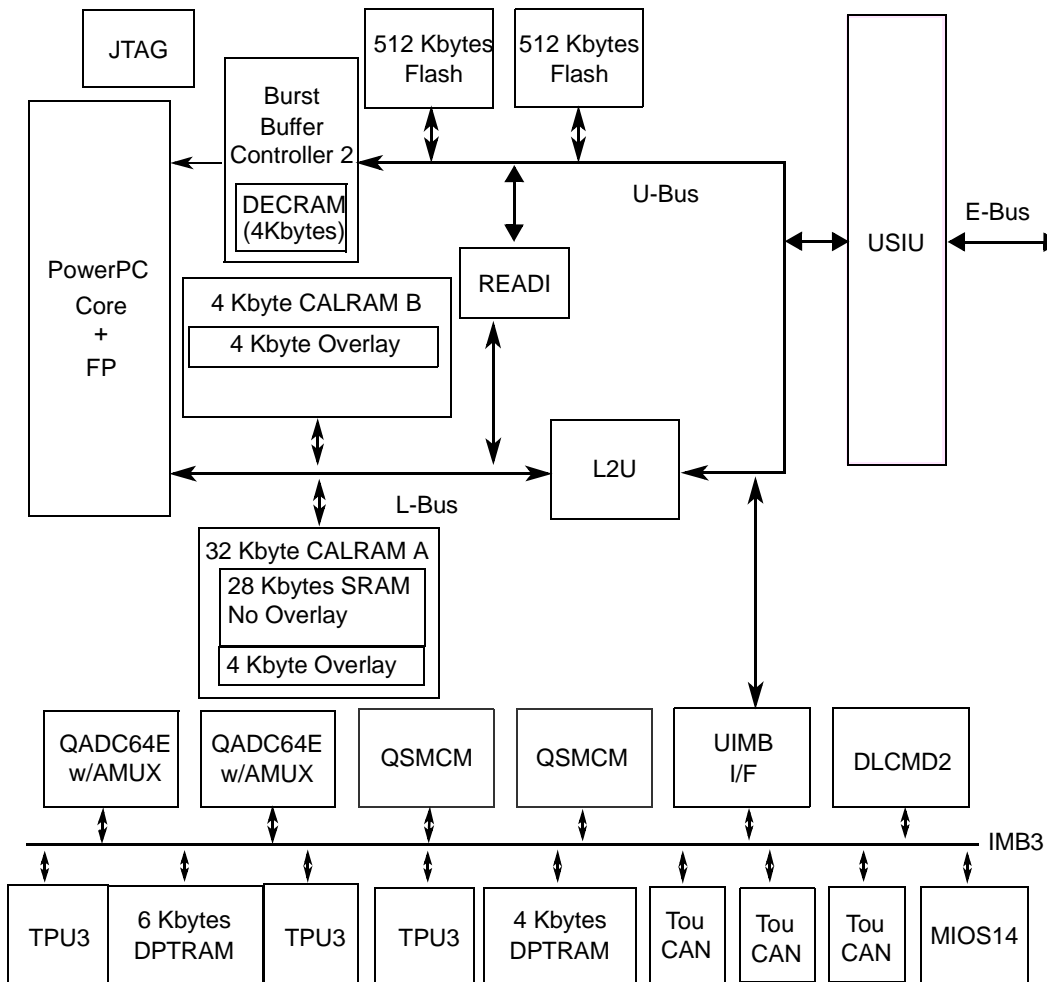 JTAG
512 Kbytes
Flash
512 Kbytes
Flash
Burst
Buffer
Controller 2
DECRAM
(4Kbytes)
U-Bus
E-Bus
USIU
PowerPC
Core
+
FP
READI
4 Kbyte CALRAM B
4 Kbyte Overlay
L2U
L-Bus
32 Kbyte CALRAM A
28 Kbytes SRAM
No Overlay
4 Kbyte Overlay
QADC64E
w/AMUX
QADC64E
w/AMUX
QSMCM
QSMCM
UIMB
I/F
DLCMD2
IMB3
TPU3
6 Kbytes
DPTRAM
TPU3
TPU3
4 Kbytes
DPTRAM
Tou
CAN
Tou
CAN
Tou
CAN
MIOS14